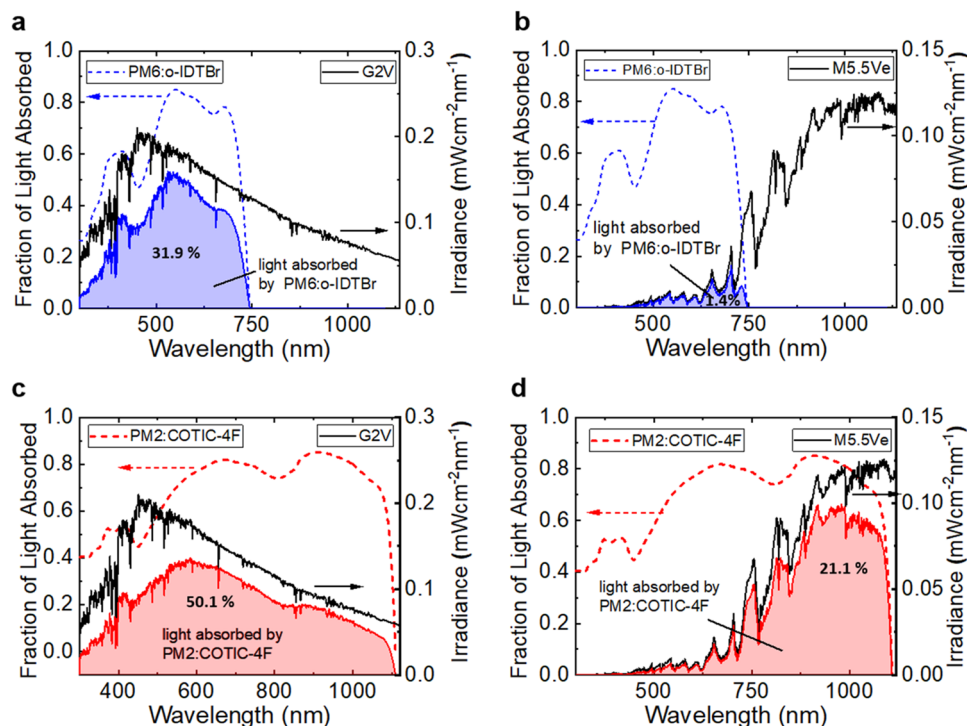 a
PM6:o-IDTBr
G2V
31.9 %
light absorbed
by PM6:o-IDTBr
1.0
0.8
0.6
0.4
0.2
0.0
Fraction of Light Absorbed
0.3
0.2
0.1
0.0
Irradiance (mWcm-2nm-1)
500
750
1000
Wavelength (nm)
b
PM6:o-IDTBr
M5.5Ve
light absorbed
by PM6:o-IDTBr
1.4%
1.0
0.8
0.6
0.4
0.2
0.0
Fraction of Light Absorbed
0.15
0.10
0.05
0.00
Irradiance (mWcm-2nm-1)
500
750
1000
Wavelength (nm)
c
PM2:COTIC-4F
G2V
50.1 %
light absorbed by
PM2:COTIC-4F
1.0
0.8
0.6
0.4
0.2
0.0
Fraction of Light Absorbed
0.3
0.2
0.1
0.0
Irradiance (mWcm-2nm-1)
400
600
800
1000
Wavelength (nm)
d
PM2:COTIC-4F
M5.5Ve
light absorbed by
PM2:COTIC-4F
21.1 %
1.0
0.8
0.6
0.4
0.2
0.0
Fraction of Light Absorbed
0.15
0.10
0.05
0.00
Irradiance (mWcm-2nm-1)
500
750
1000
Wavelength (nm)